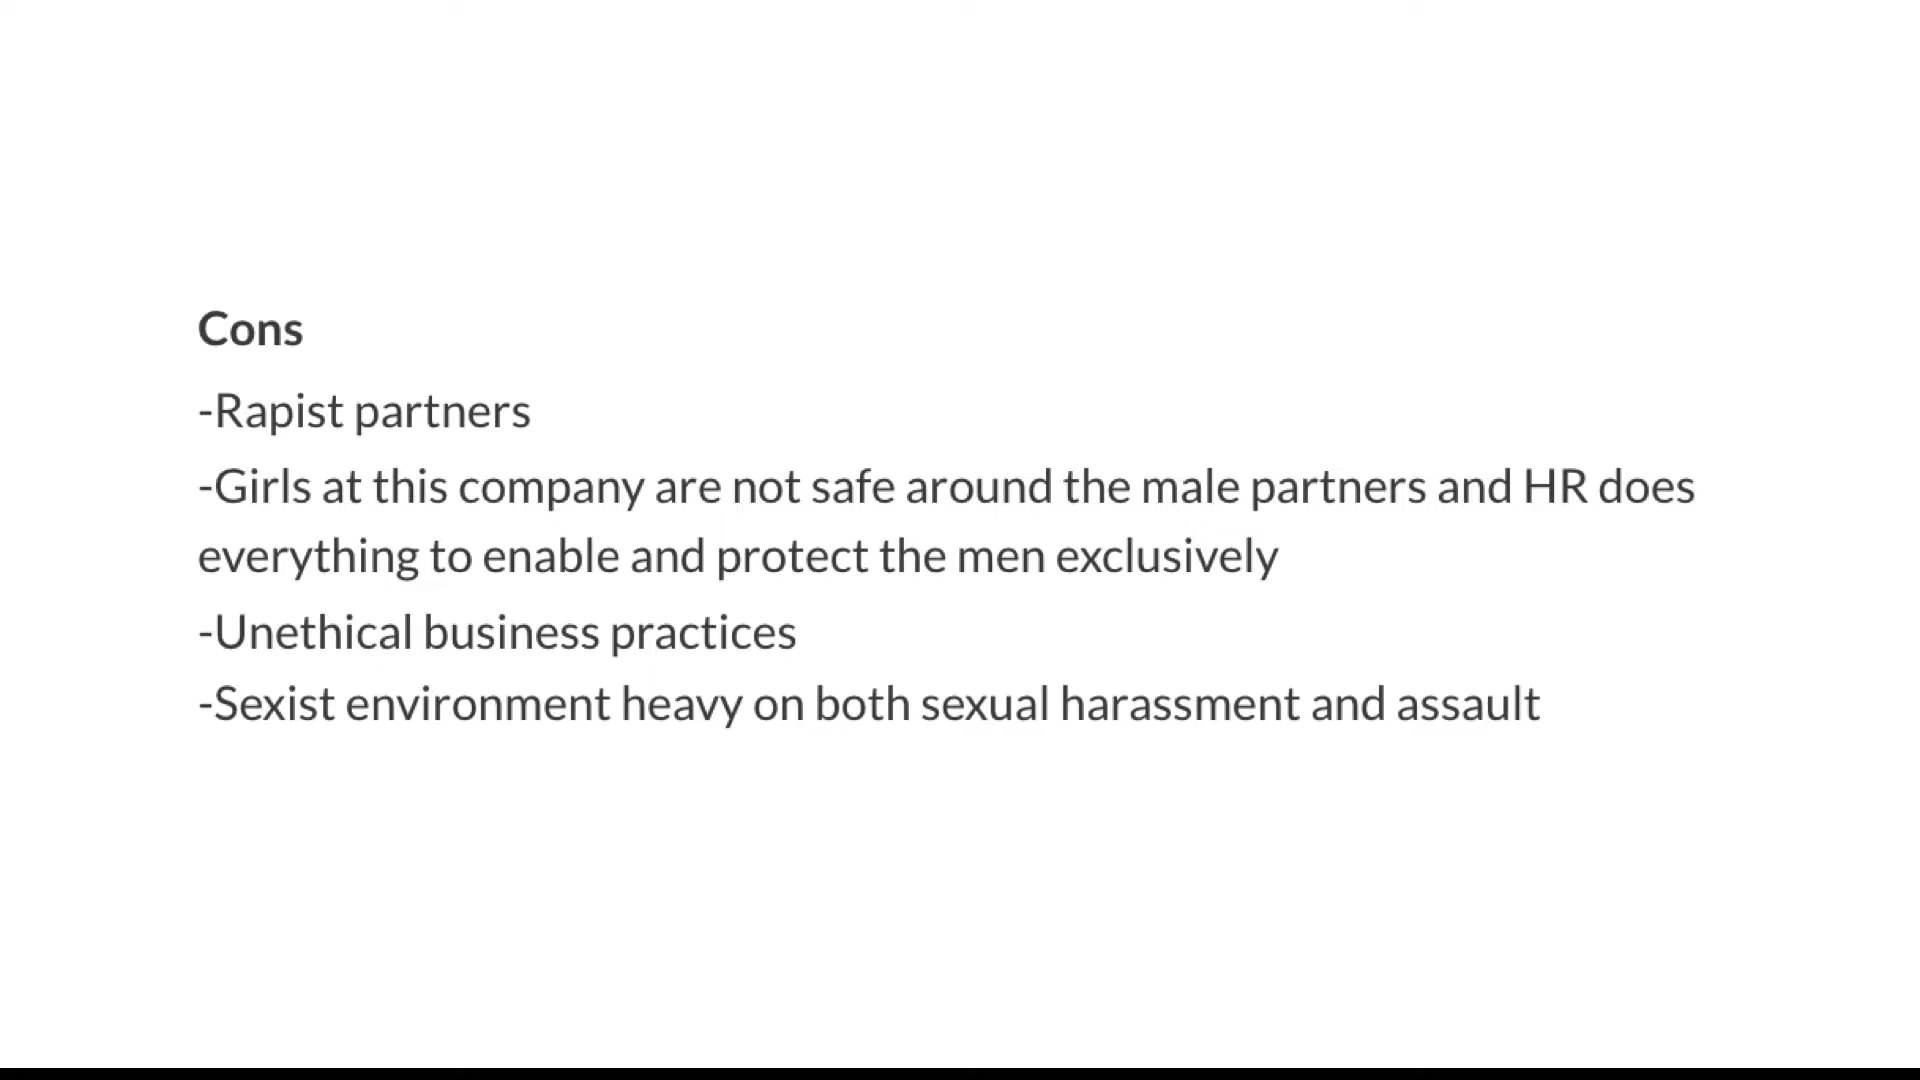 Cons
-Rapist partners
-Girls at this company are not safe around the male partners and HR does
everything to enable and protect the men exclusively
-Unethical business practices
-Sexist environment heavy on both sexual harassment and assault